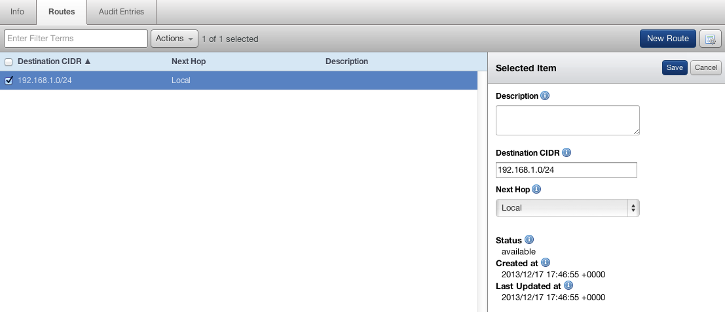 Info Routes Audit Entries
Enter Filter Terms Actions 1 of 1 selected New Route
Destination CIDR ▲ Next Hop Description
192.168.1.0/24 Local
Selected Item Save Cancel
Description
Destination CIDR
192.168.1.0/24
Next Hop
Local
Status
available
Created at
2013/12/17 17:46:55 +0000
Last Updated at
2013/12/17 17:46:55 +0000